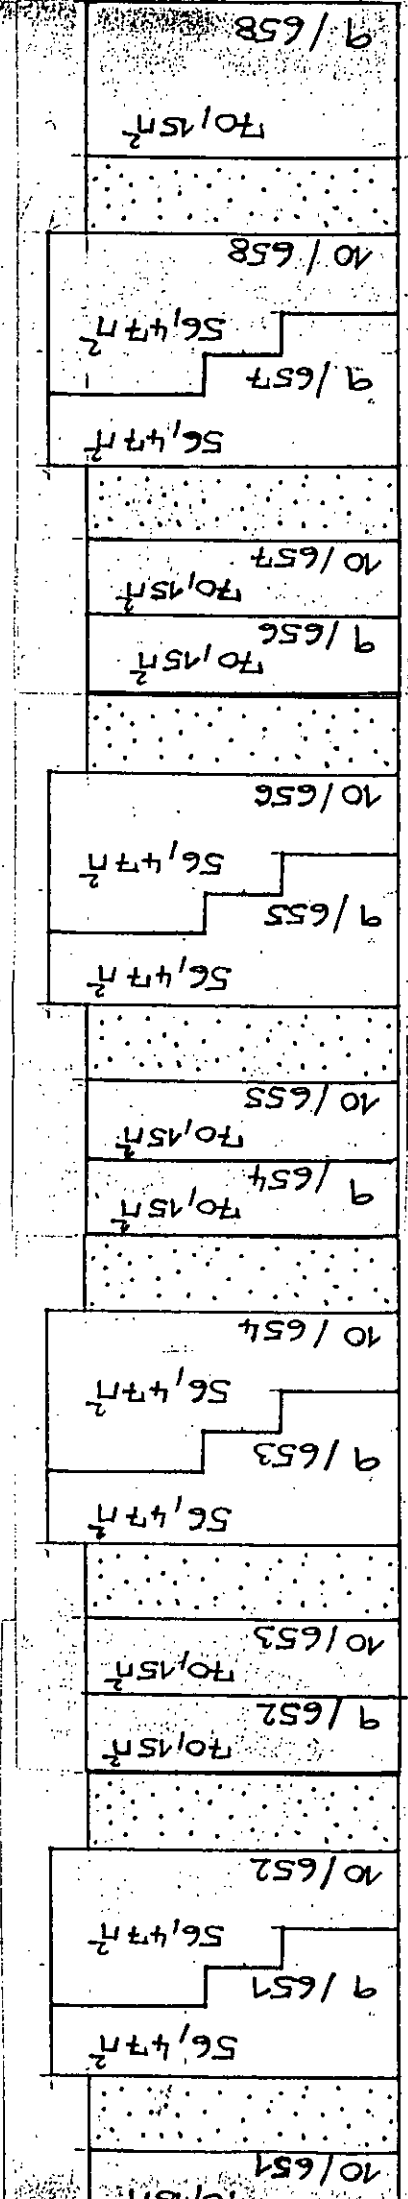 10/651
56,47 m²
9/651
56,47 m²
10/652
70,15 m²
9/652
70,15 m²
10/653
56,47 m²
9/653
56,47 m²
10/654
70,15 m²
9/654
70,15 m²
10/655
56,47 m²
9/655
56,47 m²
10/656
70,15 m²
9/656
70,15 m²
10/657
56,47 m²
9/657
56,47 m²
10/658
70,15 m²
9/658